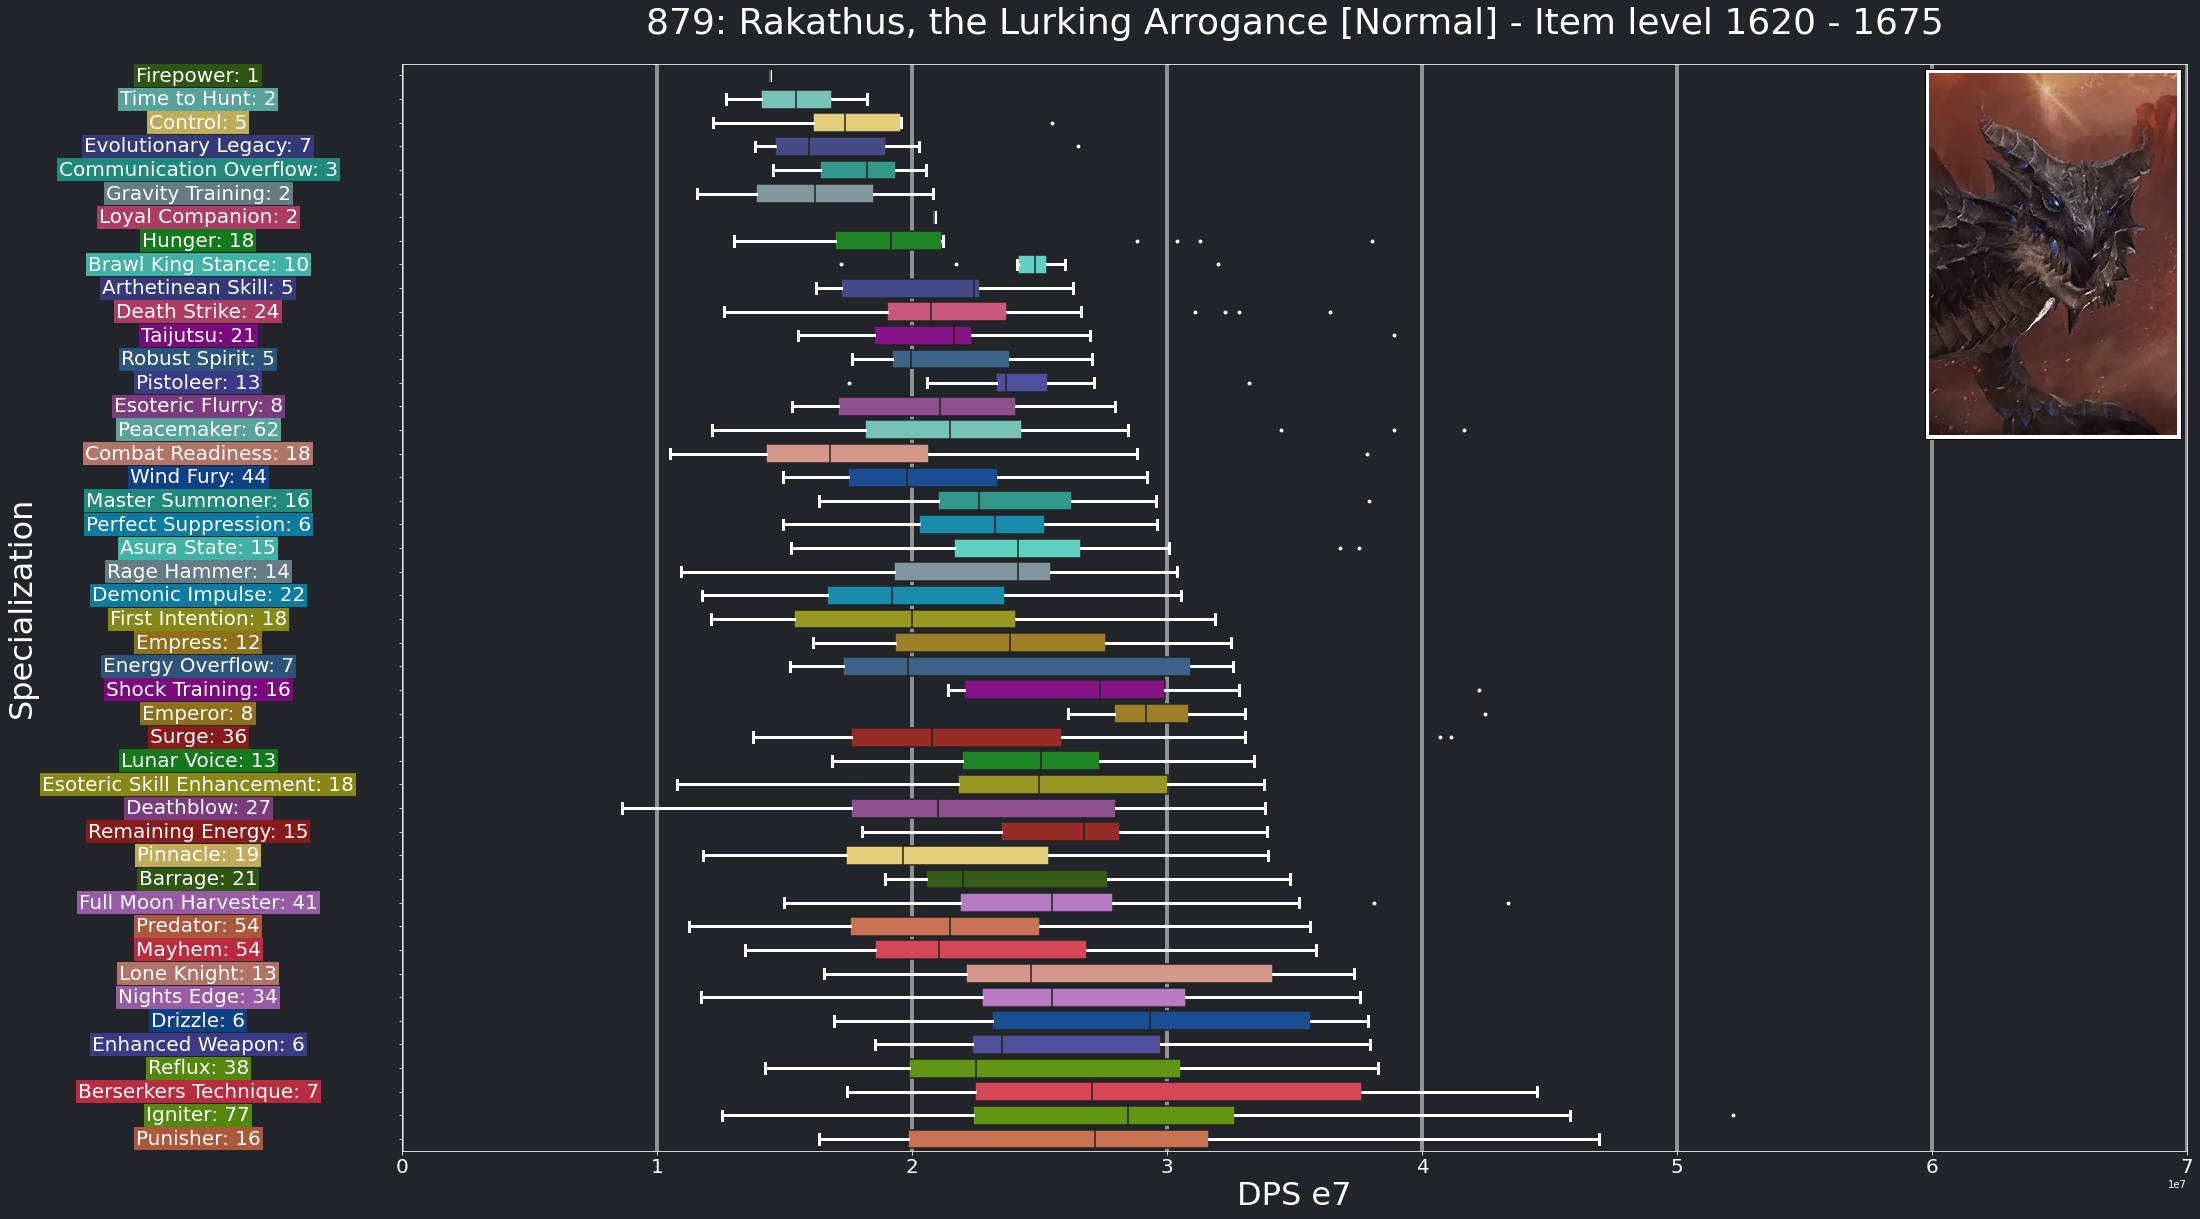 879: Rakathus, the Lurking Arrogance [Normal] - Item level 1620 - 1675
Specialization
Firepower: 1
Time to Hunt: 2
Control: 5
Evolutionary Legacy: 7
Communication Overflow: 3
Gravity Training: 2
Loyal Companion: 2
Hunger: 18
Brawl King Stance: 10
Arthetinean Skill: 5
Death Strike: 24
Taijutsu: 21
Robust Spirit: 5
Pistoleer: 13
Esoteric Flurry: 8
Peacemaker: 62
Combat Readiness: 18
Wind Fury: 44
Master Summoner: 16
Perfect Suppression: 6
Asura State: 15
Rage Hammer: 14
Demonic Impulse: 22
First Intention: 18
Empress: 12
Energy Overflow: 7
Shock Training: 16
Emperor: 8
Surge: 36
Lunar Voice: 13
Esoteric Skill Enhancement: 18
Deathblow: 27
Remaining Energy: 15
Pinnacle: 19
Barrage: 21
Full Moon Harvester: 41
Predator: 54
Mayhem: 54
Lone Knight: 13
Nights Edge: 34
Drizzle: 6
Enhanced Weapon: 6
Reflux: 38
Berserkers Technique: 7
Igniter: 77
Punisher: 16
0 1 2 3 4 5 6 7
1e7
DPS e7